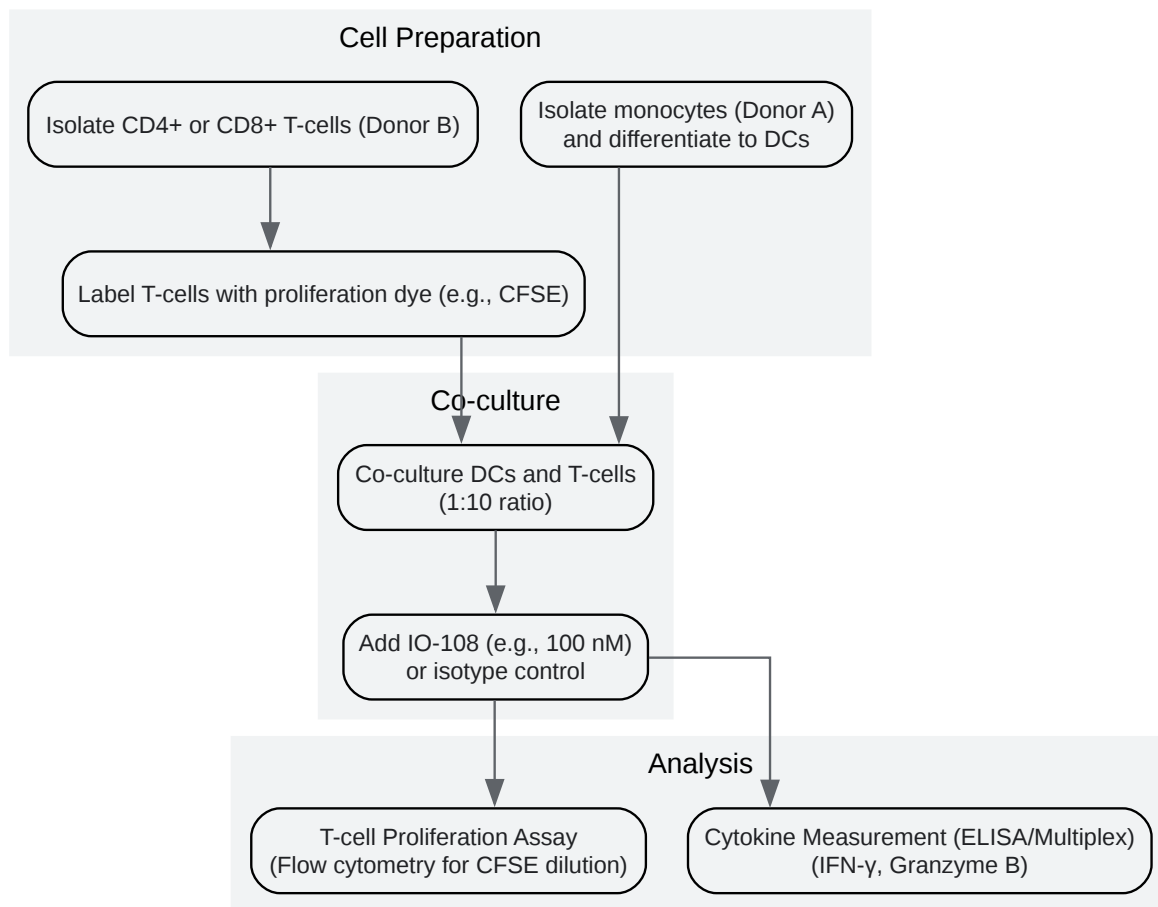 Cell Preparation
Isolate CD4+ or CD8+ T-cells (Donor B)
Isolate monocytes (Donor A)
and differentiate to DCs
Label T-cells with proliferation dye (e.g., CFSE)
Co-culture
Co-culture DCs and T-cells
(1:10 ratio)
Add IO-108 (e.g., 100 nM)
or isotype control
Analysis
T-cell Proliferation Assay
(Flow cytometry for CFSE dilution)
Cytokine Measurement (ELISA/Multiplex)
(IFN-γ, Granzyme B)